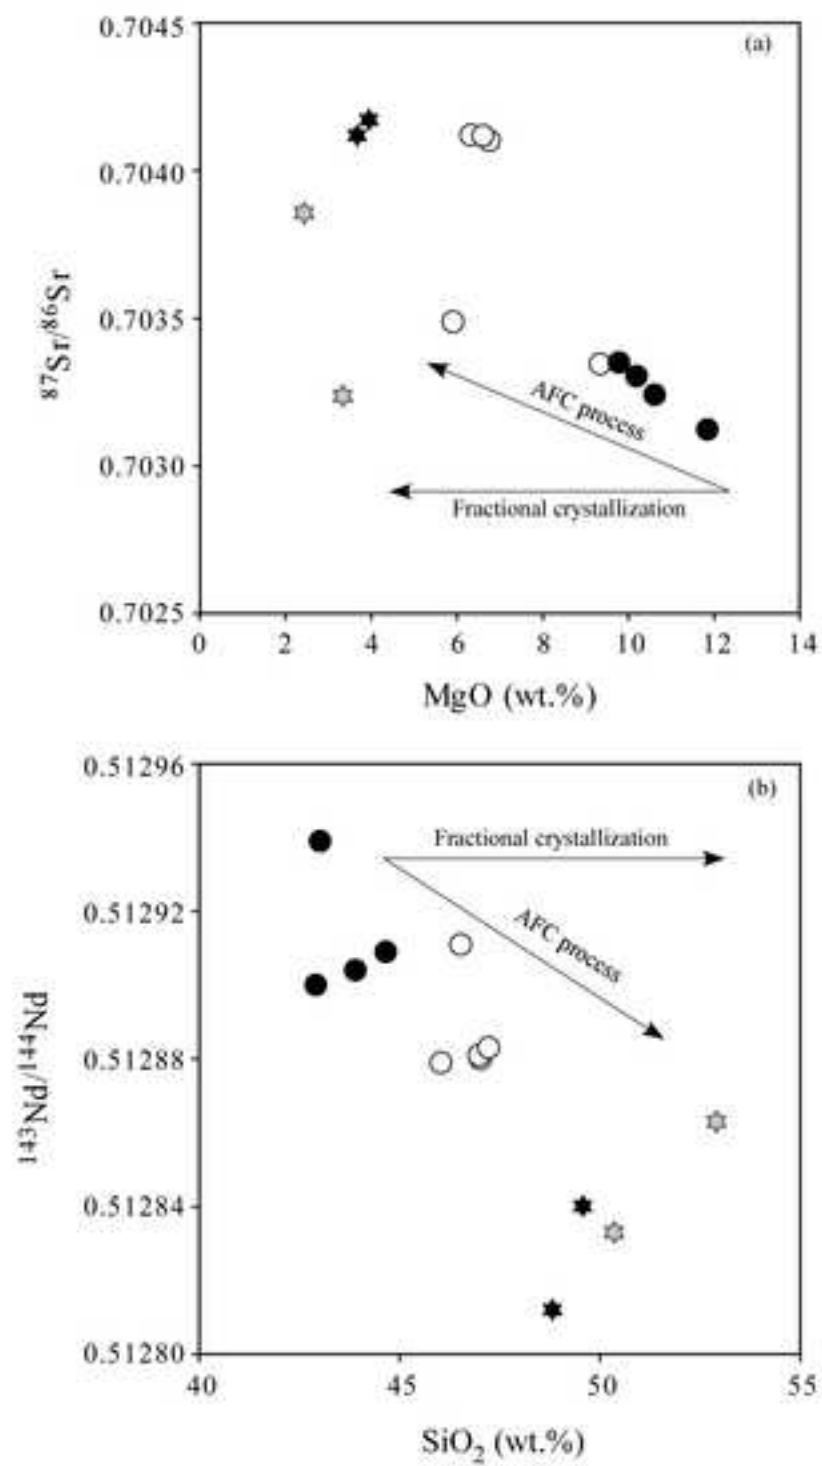 0.7045
(a)
0.7040
0.7035
0.7030
0.7025
87Sr/86Sr
AFC process
Fractional crystallization
0 2 4 6 8 10 12 14
MgO (wt.%)
0.51296
(b)
0.51292
0.51288
0.51284
0.51280
143Nd/144Nd
Fractional crystallization
AFC process
40 45 50 55
SiO2 (wt.%)